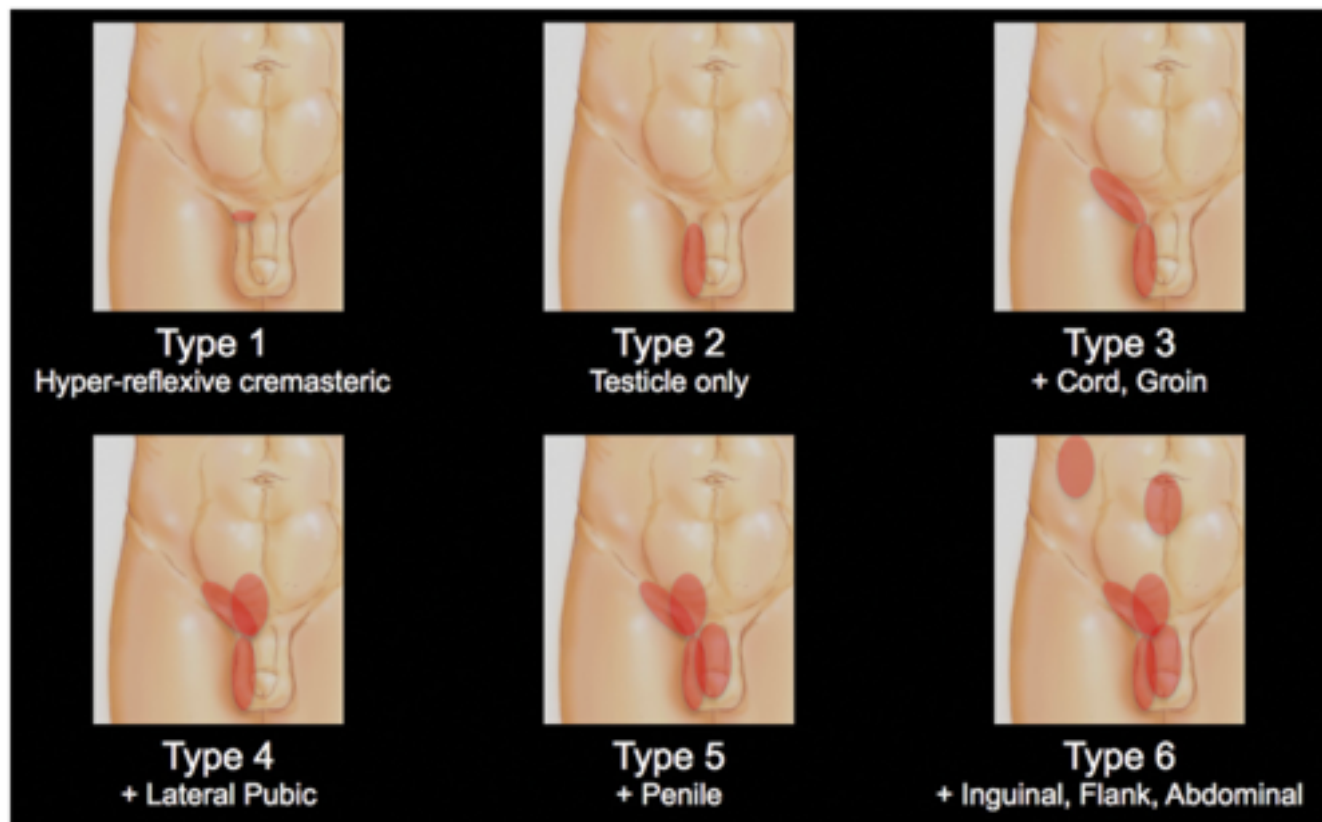 Type 1
Hyper-reflexive cremasteric
Type 2
Testicle only
Type 3
+ Cord, Groin
Type 4
+ Lateral Pubic
Type 5
+ Penile
Type 6
+ Inguinal, Flank, Abdominal